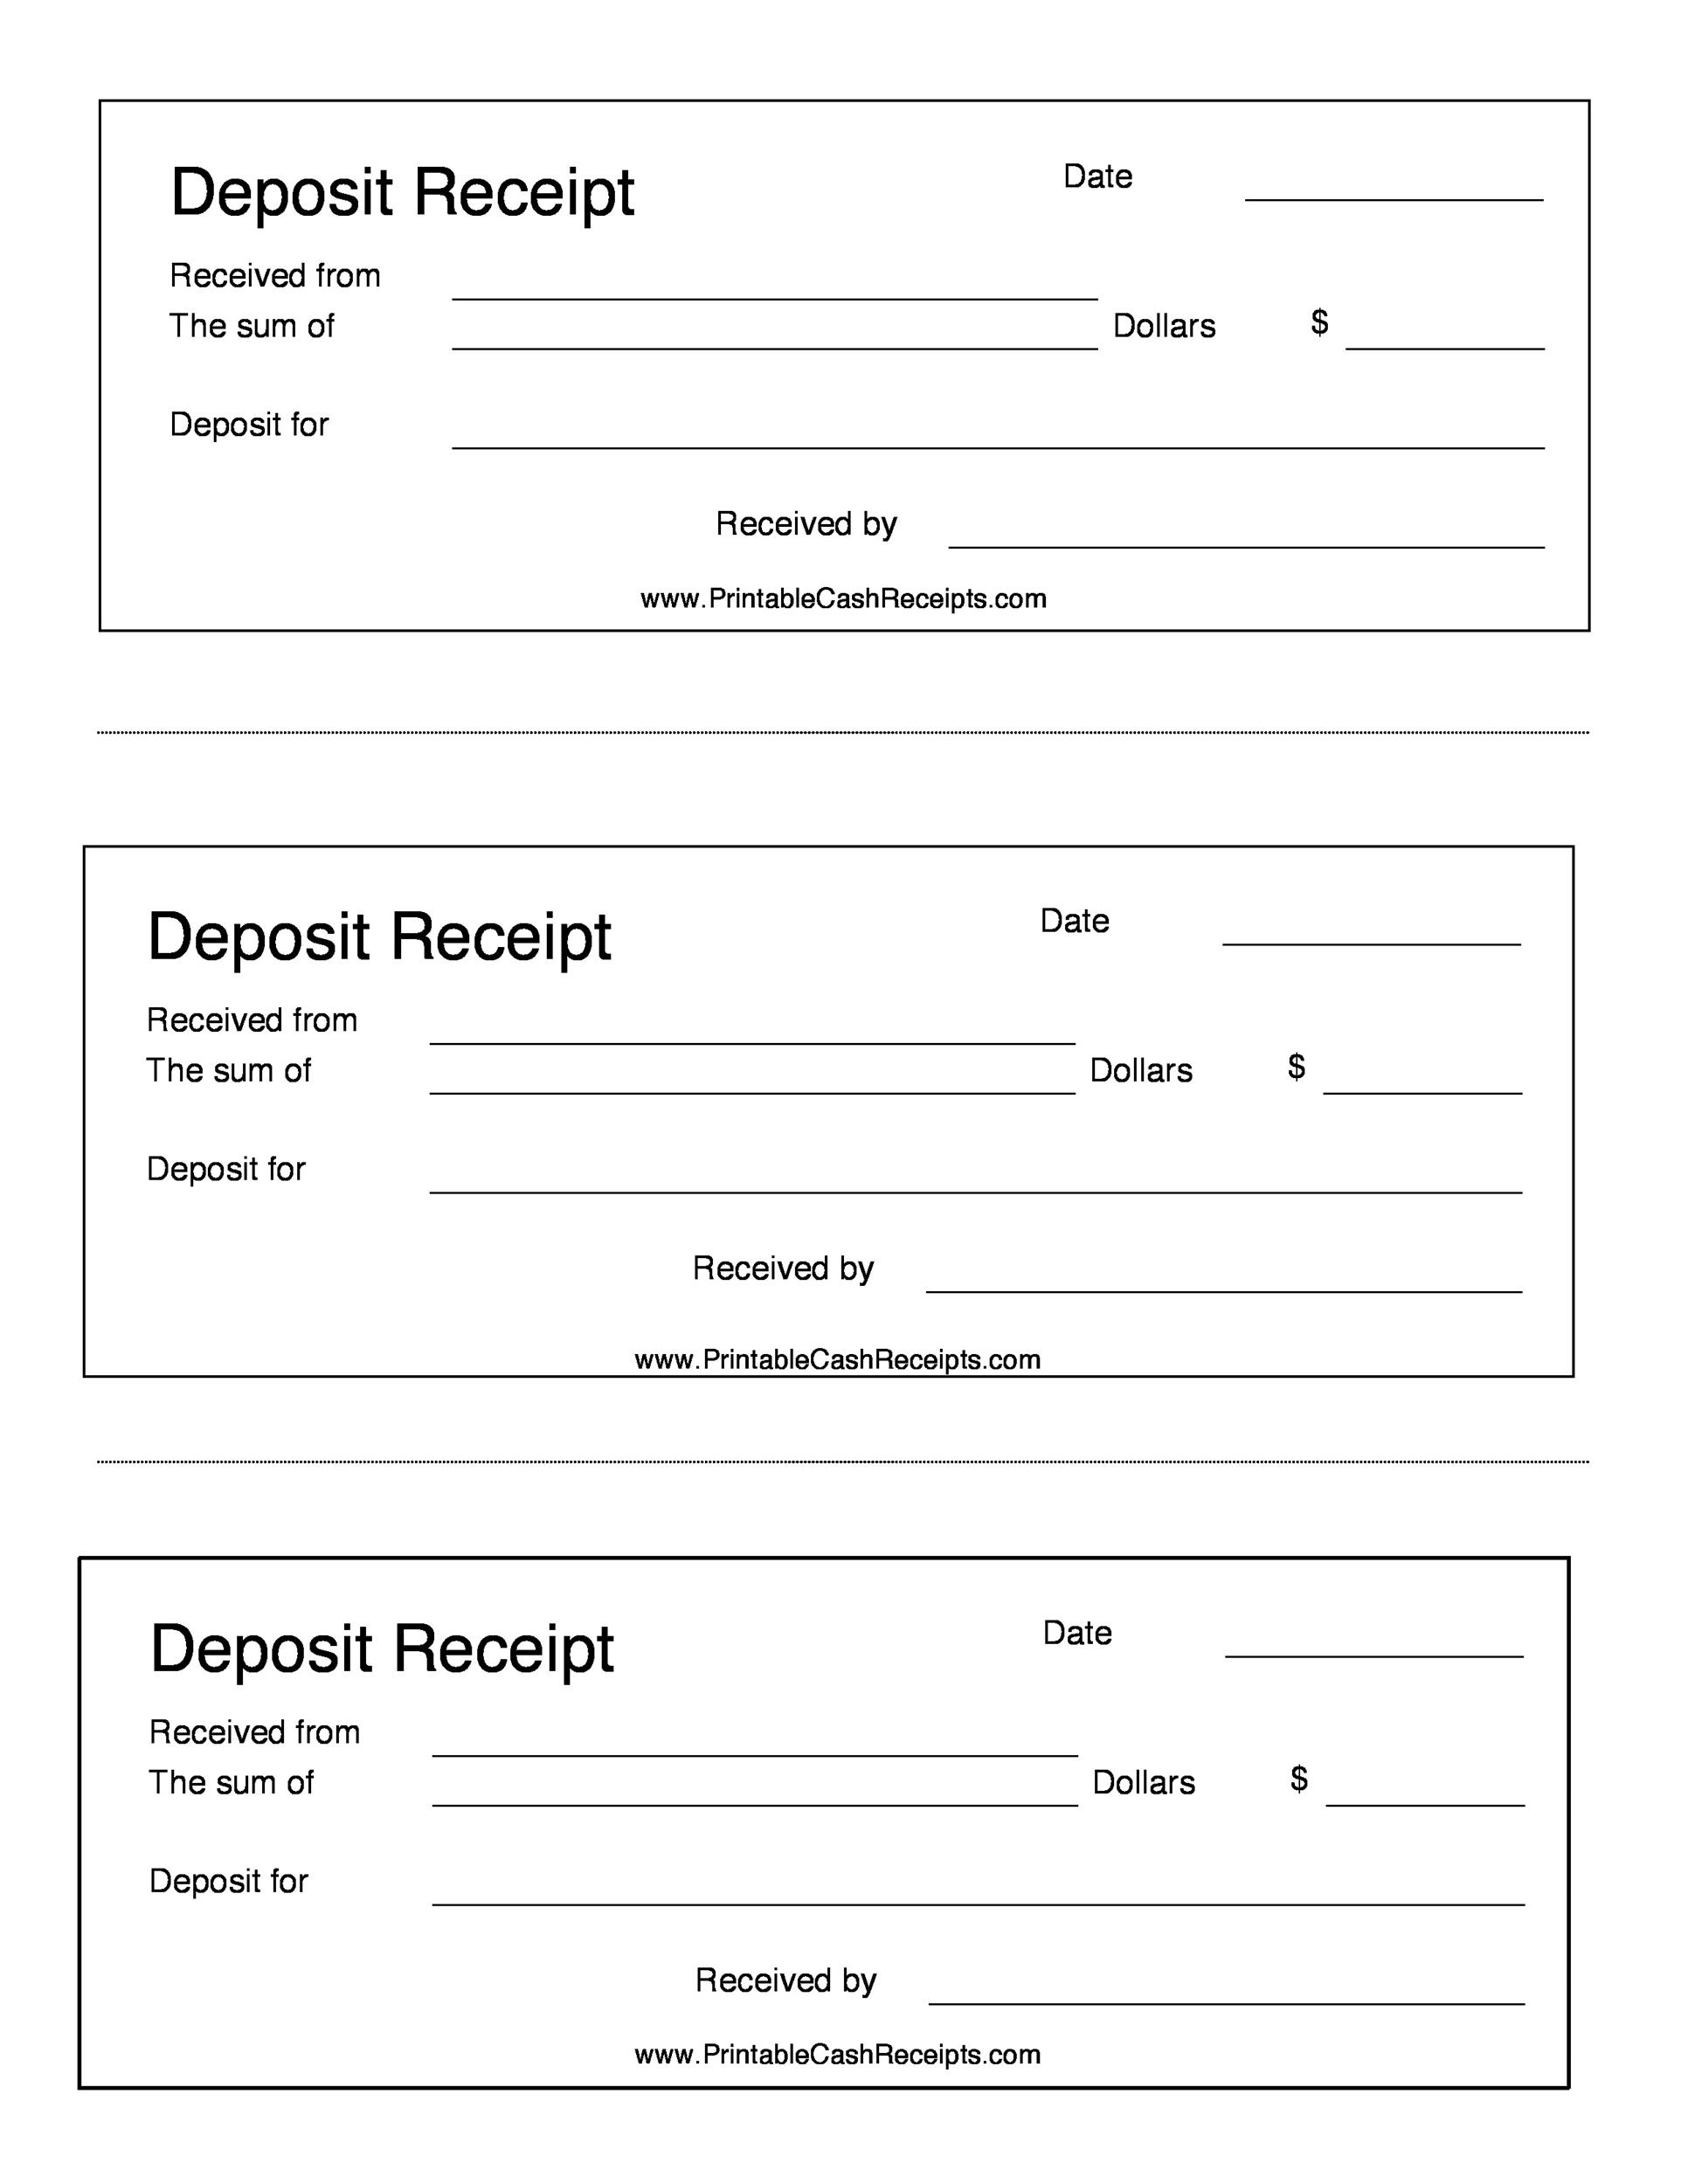 Deposit Receipt Date
Received from
The sum of Dollars $
Deposit for
Received by
www.PrintableCashReceipts.com
Deposit Receipt Date
Received from
The sum of Dollars $
Deposit for
Received by
www.PrintableCashReceipts.com
Deposit Receipt Date
Received from
The sum of Dollars $
Deposit for
Received by
www.PrintableCashReceipts.com